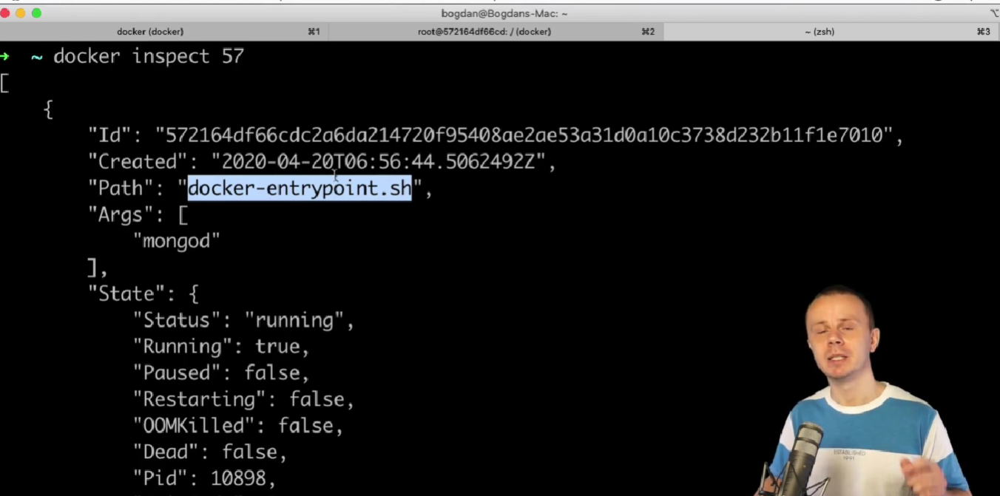 bogdan@Bogdans-Mac: ~
docker (docker) ⌘1 root@572164df66cd: / (docker) ⌘2 ~ (zsh) ⌘3
→ ~ docker inspect 57
[
{
"Id": "572164df66cdc2a6da214720f95408ae2ae53a31d0a10c3738d232b11f1e7010",
"Created": "2020-04-20T06:56:44.5062492Z",
"Path": "docker-entrypoint.sh",
"Args": [
"mongod"
],
"State": {
"Status": "running",
"Running": true,
"Paused": false,
"Restarting": false,
"OOMKilled": false,
"Dead": false,
"Pid": 10898,
ESTABLISHED
1991